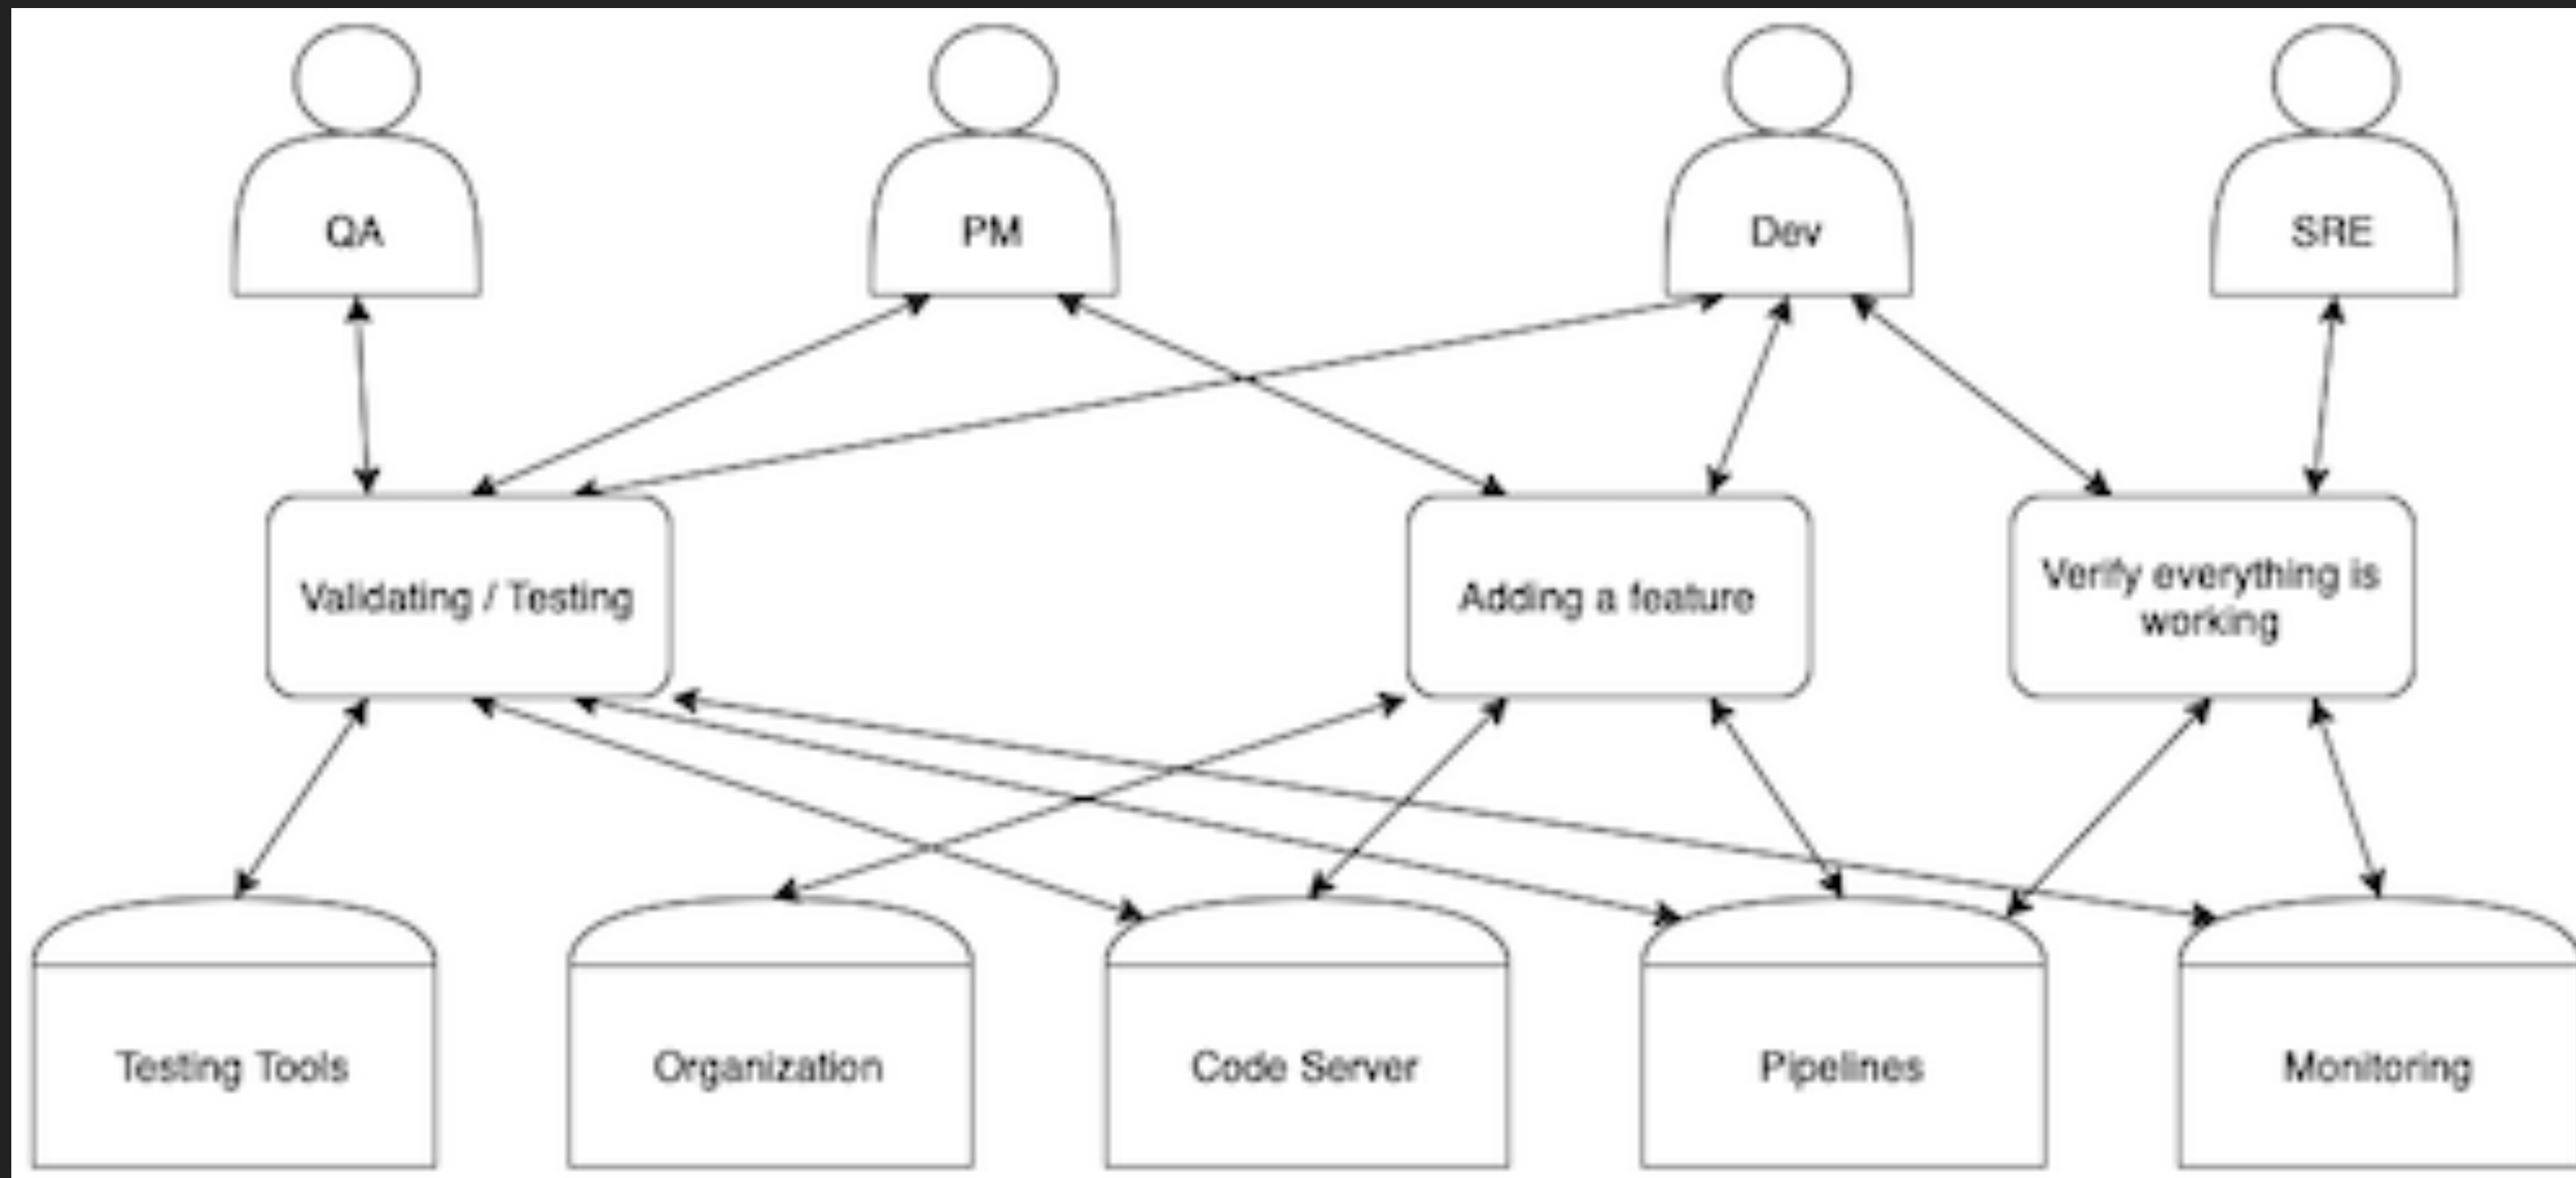 QA
PM
Dev
SRE
Validating / Testing
Adding a feature
Verify everything is
working
Testing Tools
Organization
Code Server
Pipelines
Monitoring